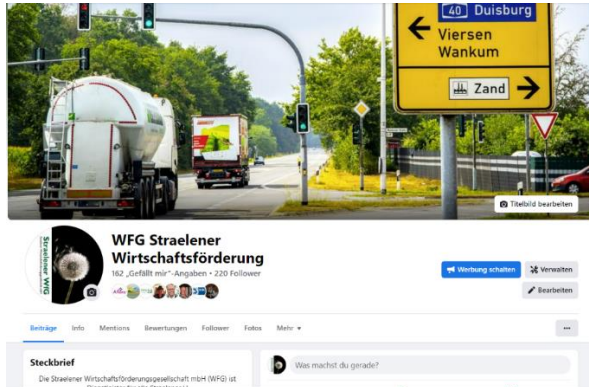 40 Duisburg
Viersen
Wankum
Zand
Titelbild bearbeiten
Straelener WFG
WFG Straelener
Wirtschaftsförderung
162 „Gefällt mir“-Angaben • 220 Follower
Werbung schalten
Verwalten
Bearbeiten
Beiträge Info Mentions Bewertungen Follower Fotos Mehr
Steckbrief
Was machst du gerade?
Die Straelener Wirtschaftsförderungsgesellschaft mbH (WFG) ist